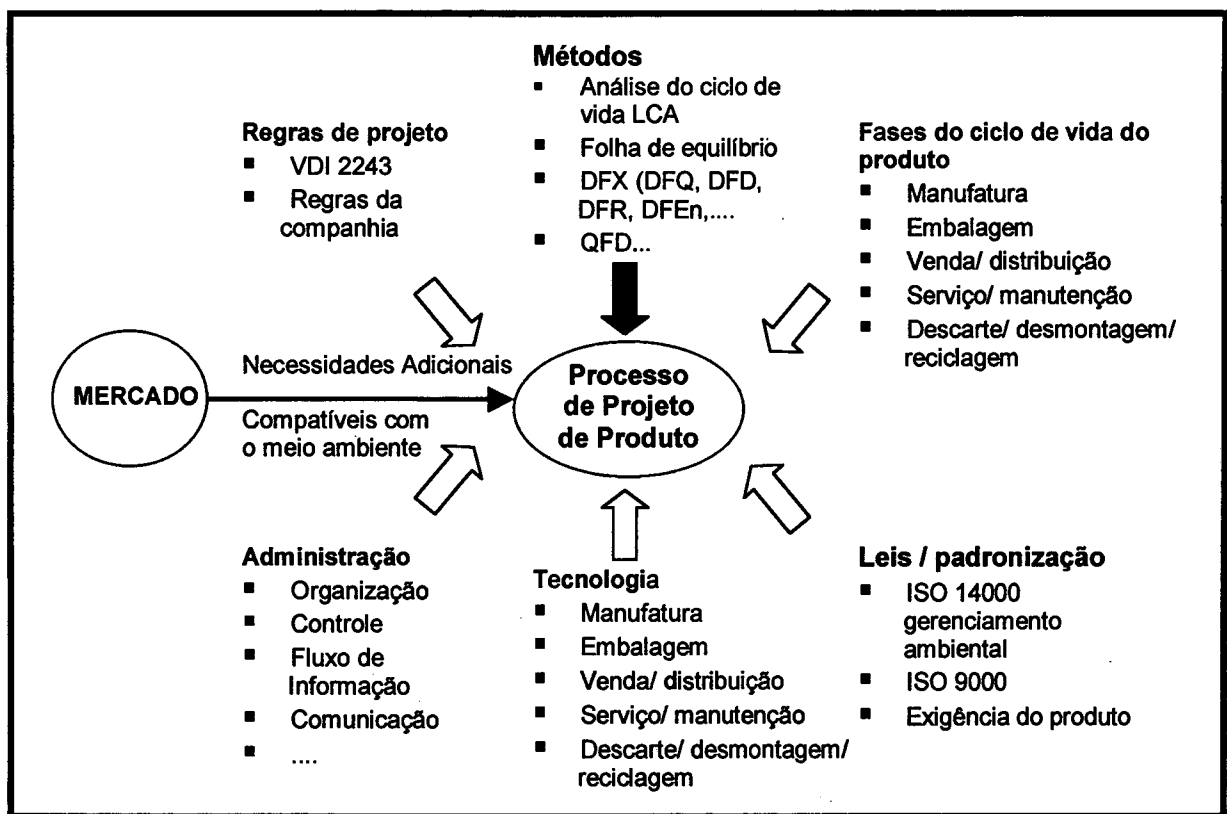 Métodos
▪ Análise do ciclo de
vida LCA
▪ Folha de equilíbrio
▪ DFX (DFQ, DFD,
DFR, DFEn,....
▪ QFD...
Regras de projeto
▪ VDI 2243
▪ Regras da
companhia
Fases do ciclo de vida do
produto
▪ Manufatura
▪ Embalagem
▪ Venda/ distribuição
▪ Serviço/ manutenção
▪ Descarte/ desmontagem/
reciclagem
MERCADO
Necessidades Adicionais
Compatíveis com
o meio ambiente
Processo
de Projeto
de Produto
Administração
▪ Organização
▪ Controle
▪ Fluxo de
Informação
▪ Comunicação
▪ ....
Tecnologia
▪ Manufatura
▪ Embalagem
▪ Venda/ distribuição
▪ Serviço/ manutenção
▪ Descarte/ desmontagem/
reciclagem
Leis / padronização
▪ ISO 14000
gerenciamento
ambiental
▪ ISO 9000
▪ Exigência do produto